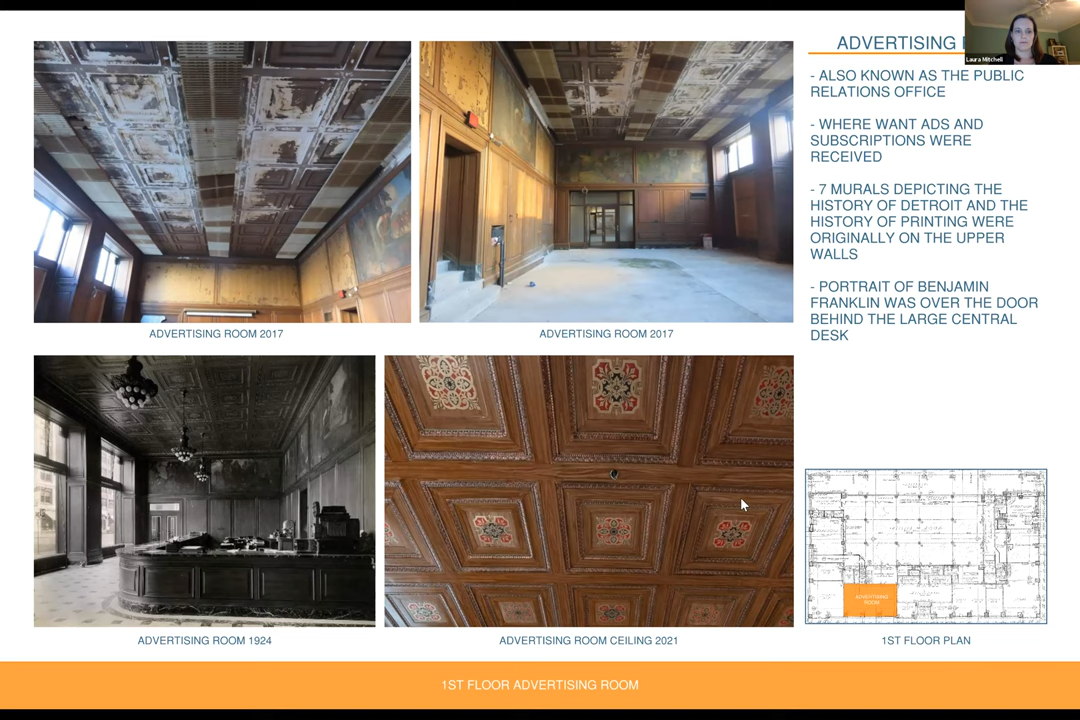 ADVERTISING
Laura Mitchell
- ALSO KNOWN AS THE PUBLIC
RELATIONS OFFICE
- WHERE WANT ADS AND
SUBSCRIPTIONS WERE
RECEIVED
- 7 MURALS DEPICTING THE
HISTORY OF DETROIT AND THE
HISTORY OF PRINTING WERE
ORIGINALLY ON THE UPPER
WALLS
- PORTRAIT OF BENJAMIN
FRANKLIN WAS OVER THE DOOR
BEHIND THE LARGE CENTRAL
DESK
ADVERTISING ROOM 2017
ADVERTISING ROOM 2017
ADVERTISING ROOM 1924
ADVERTISING ROOM CEILING 2021
ADVERTISING
ROOM
1ST FLOOR PLAN
1ST FLOOR ADVERTISING ROOM